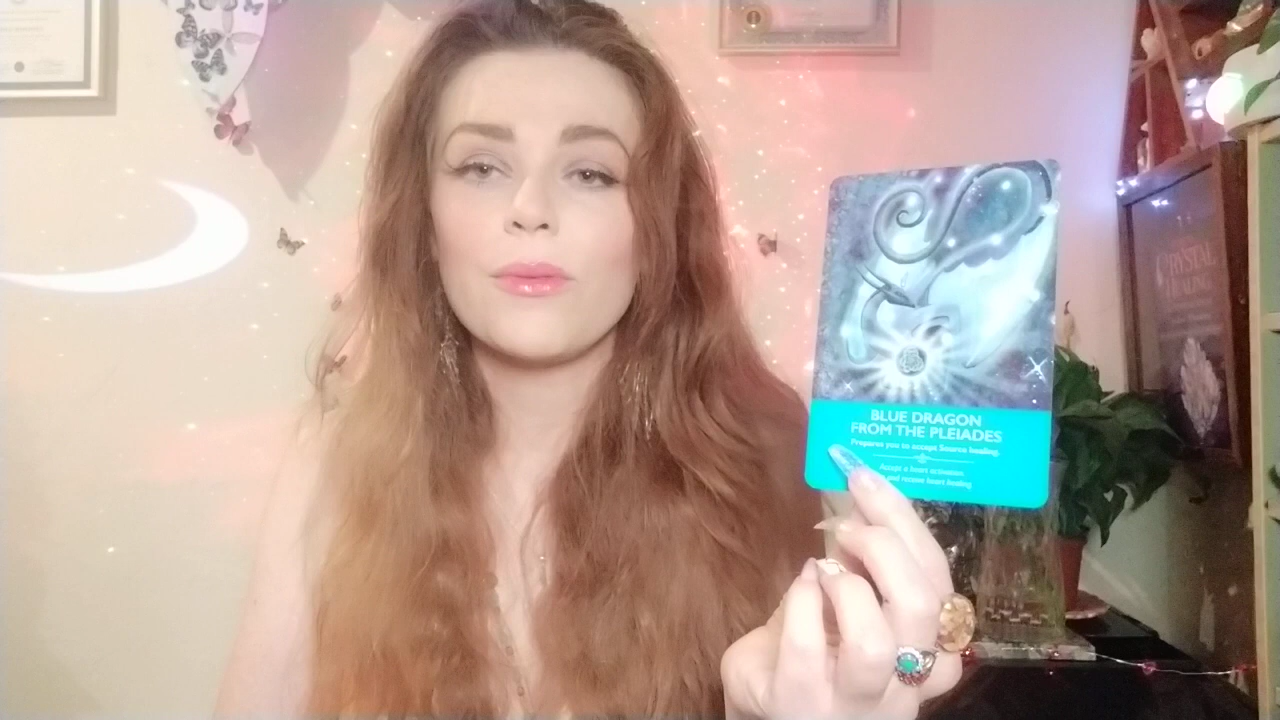 BLUE DRAGON
FROM THE PLEIADES
Prepares you to accept Source healing.
Accept a heart activation.
and receive heart healing
CRYSTAL
HEALING